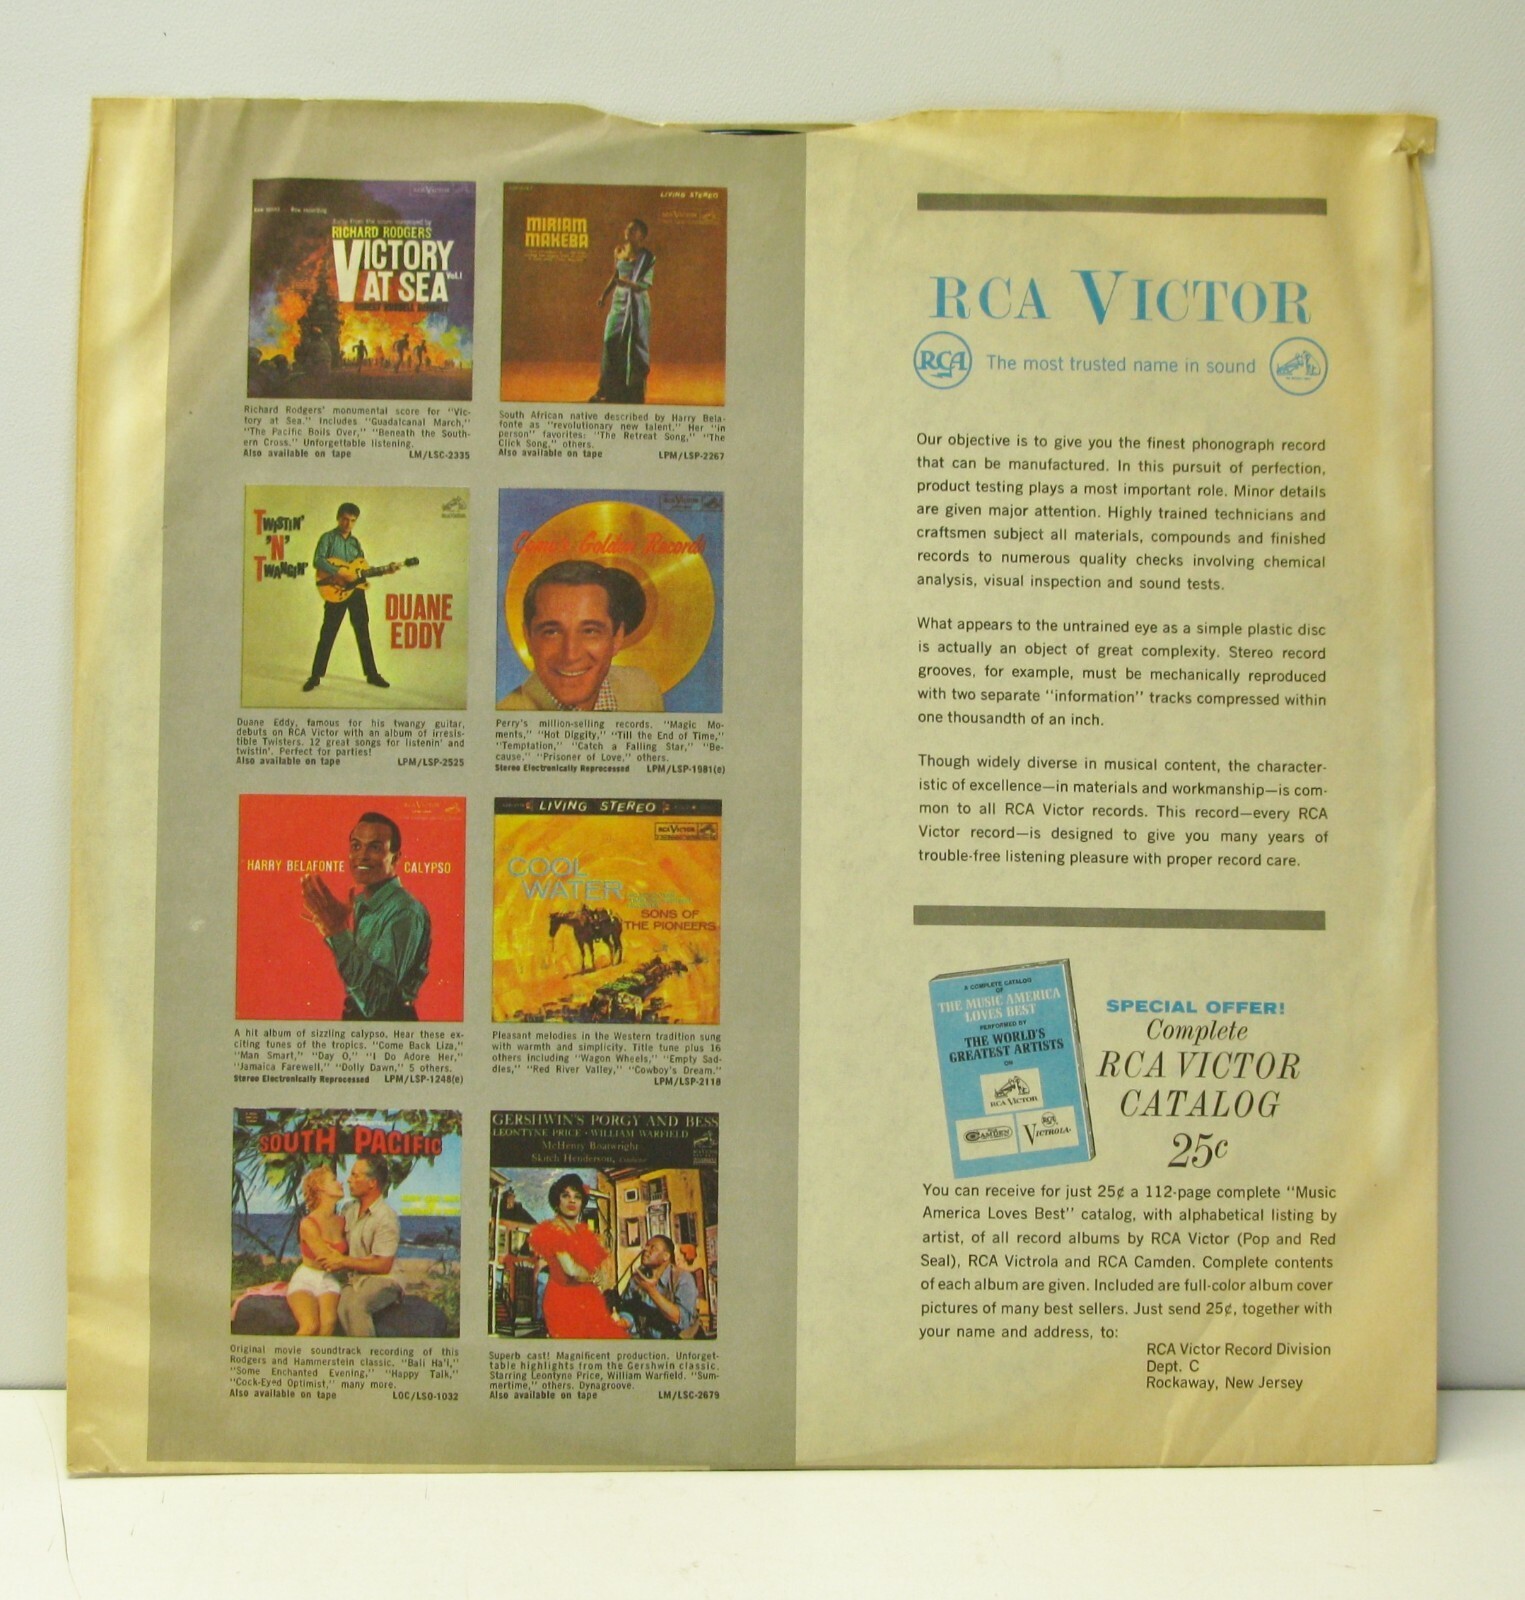 RICHARD RODGERS
VICTORY
AT SEA Vol.1
Richard Rodgers' monumental score for "Vic-
tory at Sea." Includes "Guadalcanal March,"
"The Pacific Boils Over," "Beneath the South-
ern Cross." Unforgettable listening.
Also available on tape LM/LSC-2335
LIVING STEREO
MIRIAM
MAKEBA
South African native described by Harry Bela-
fonte as "revolutionary new talent." Her "in
person" favorites: "The Retreat Song," "The
Click Song," others.
Also available on tape LPM/LSP-2267
TWISTIN'
'N'
TWANGIN'
DUANE
EDDY
Duane Eddy, famous for his twangy guitar,
debuts on RCA Victor with an album of irresis-
tible Twisters. 12 great songs for listenin' and
twistin'. Perfect for parties!
Also available on tape LPM/LSP-2525
Como's Golden Records
Perry's million-selling records. "Magic Mo-
ments," "Hot Diggity," "Till the End of Time,"
"Temptation," "Catch a Falling Star," "Be-
cause," "Prisoner of Love," others.
Stereo Electronically Reprocessed LPM/LSP-1981(e)
HARRY BELAFONTE CALYPSO
A hit album of sizzling calypso. Hear these ex-
citing tunes of the tropics. "Come Back Liza,"
"Man Smart," "Day O," "I Do Adore Her,"
"Jamaica Farewell," "Dolly Dawn," 5 others.
Stereo Electronically Reprocessed LPM/LSP-1248(e)
LIVING STEREO
RCA VICTOR
COOL
WATER
SONS OF
THE PIONEERS
Pleasant melodies in the Western tradition sung
with warmth and simplicity. Title tune plus 16
others including "Wagon Wheels," "Empty Sad-
dles," "Red River Valley," "Cowboy's Dream."
LPM/LSP-2118
SOUTH PACIFIC
Original movie soundtrack recording of this
Rodgers and Hammerstein classic. "Bali Ha'i,"
"Some Enchanted Evening," "Happy Talk,"
"Cock-Eyed Optimist," many more.
Also available on tape LOC/LSO-1032
GERSHWIN'S PORGY AND BESS
LEONTYNE PRICE • WILLIAM WARFIELD
McHenry Boatwright
Skitch Henderson, Conductor
Superb cast! Magnificent production. Unforget-
table highlights from the Gershwin classic.
Starring Leontyne Price, William Warfield. "Sum-
mertime," others. Dynagroove.
Also available on tape LM/LSC-2679
RCA VICTOR
RCA The most trusted name in sound
Our objective is to give you the finest phonograph record
that can be manufactured. In this pursuit of perfection,
product testing plays a most important role. Minor details
are given major attention. Highly trained technicians and
craftsmen subject all materials, compounds and finished
records to numerous quality checks involving chemical
analysis, visual inspection and sound tests.
What appears to the untrained eye as a simple plastic disc
is actually an object of great complexity. Stereo record
grooves, for example, must be mechanically reproduced
with two separate "information" tracks compressed within
one thousandth of an inch.
Though widely diverse in musical content, the character-
istic of excellence—in materials and workmanship—is com-
mon to all RCA Victor records. This record—every RCA
Victor record—is designed to give you many years of
trouble-free listening pleasure with proper record care.
A COMPLETE CATALOG
OF
THE MUSIC AMERICA
LOVES BEST
PERFORMED BY
THE WORLD'S
GREATEST ARTISTS
ON
RCA VICTOR
CAMDEN
RCA
VICTROLA
SPECIAL OFFER!
Complete
RCA VICTOR
CATALOG
25¢
You can receive for just 25¢ a 112-page complete "Music
America Loves Best" catalog, with alphabetical listing by
artist, of all record albums by RCA Victor (Pop and Red
Seal), RCA Victrola and RCA Camden. Complete contents
of each album are given. Included are full-color album cover
pictures of many best sellers. Just send 25¢, together with
your name and address, to:
RCA Victor Record Division
Dept. C
Rockaway, New Jersey